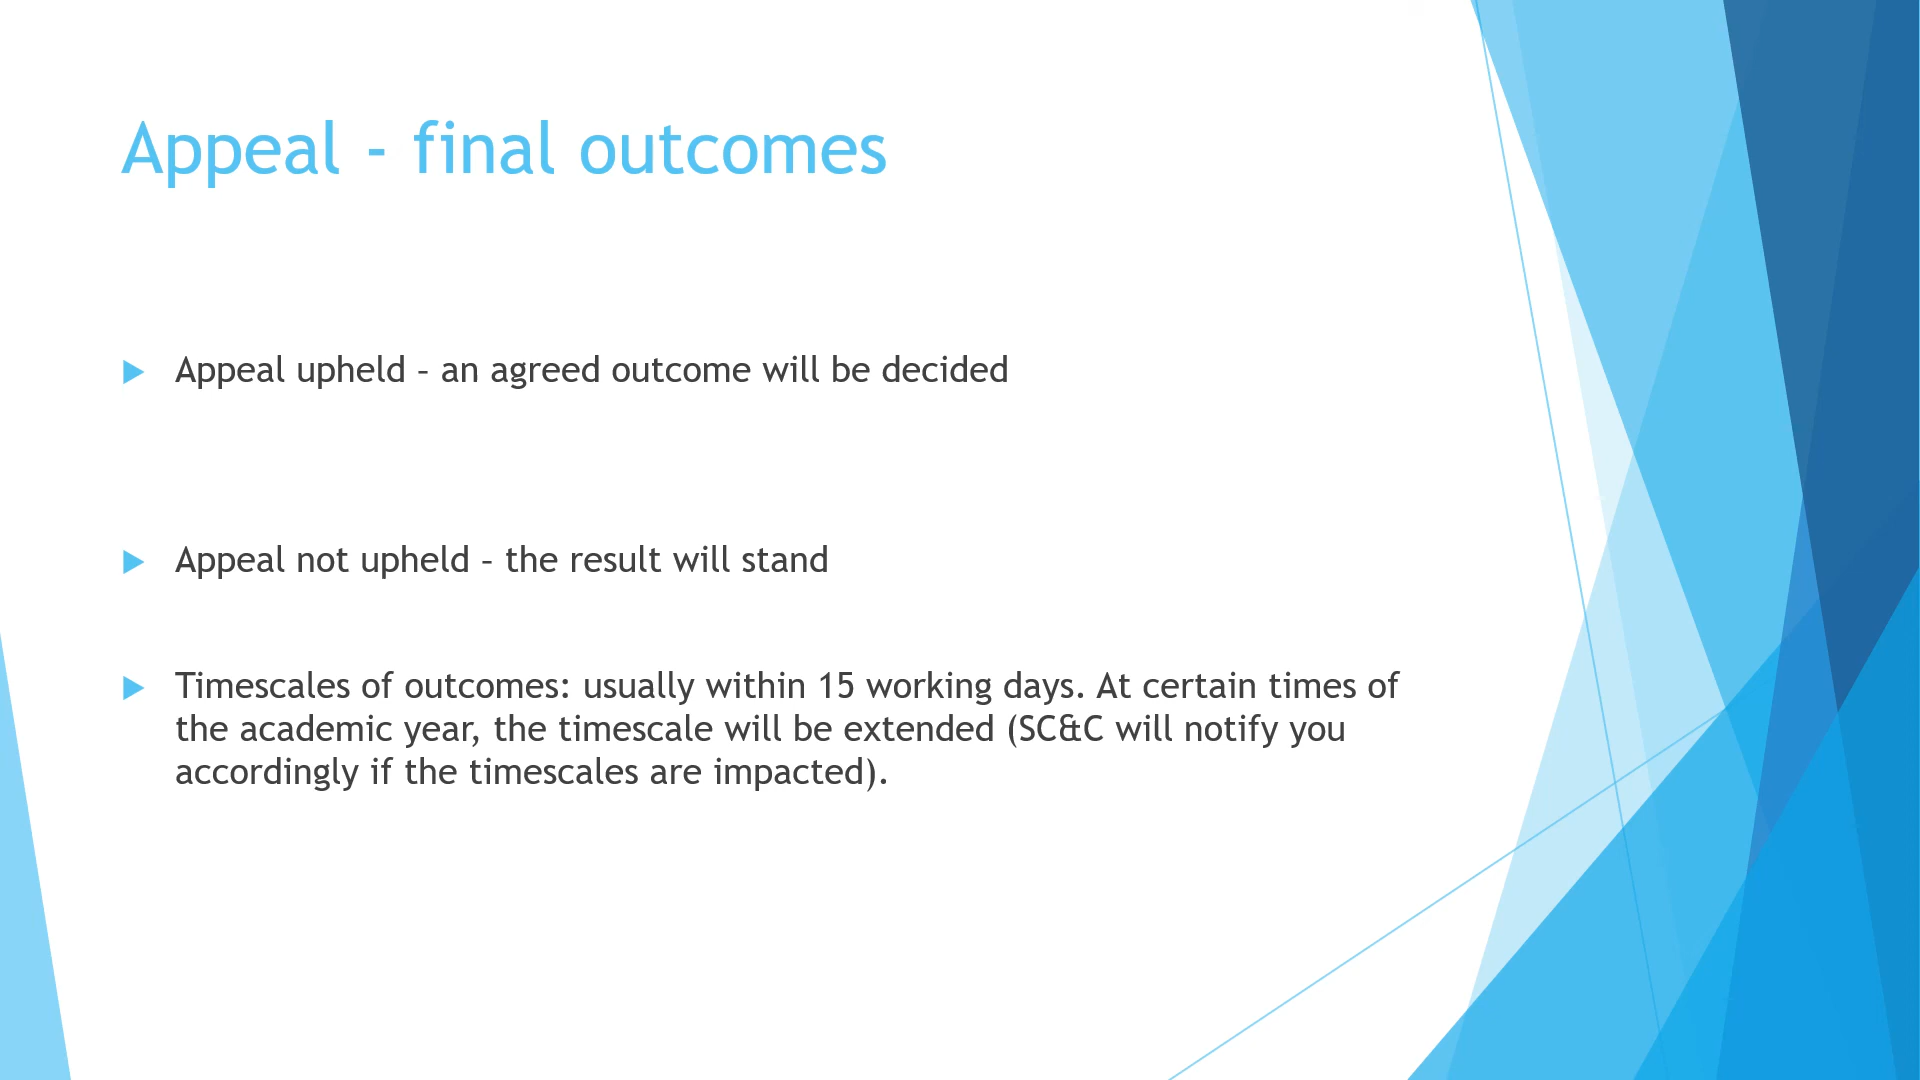 Appeal - final outcomes
Appeal upheld – an agreed outcome will be decided
Appeal not upheld – the result will stand
Timescales of outcomes: usually within 15 working days. At certain times of
the academic year, the timescale will be extended (SC&C will notify you
accordingly if the timescales are impacted).